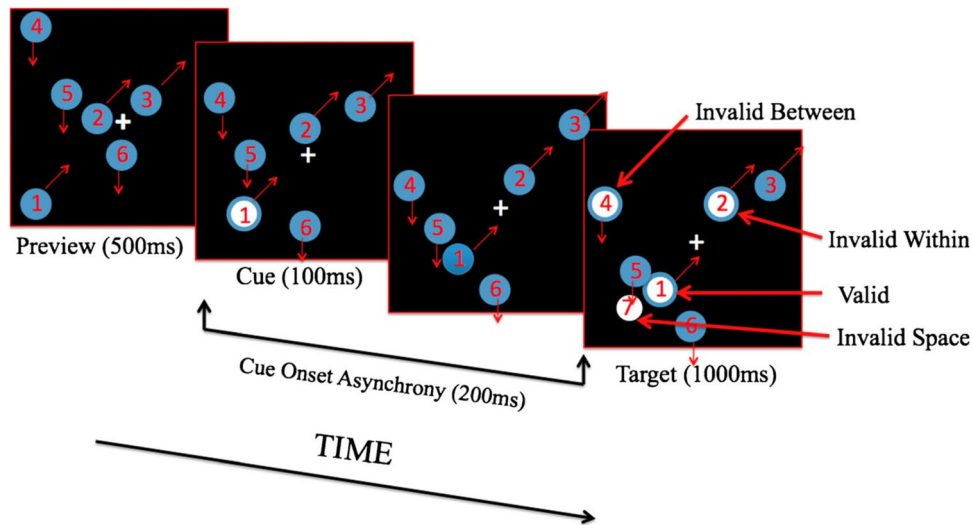 4
5
2
3
6
1
Preview (500ms)
4
2
3
5
1
6
Cue (100ms)
3
4
2
5
1
6
Invalid Between
4
2
3
Invalid Within
5
1
Valid
7
6
Invalid Space
Target (1000ms)
Cue Onset Asynchrony (200ms)
TIME